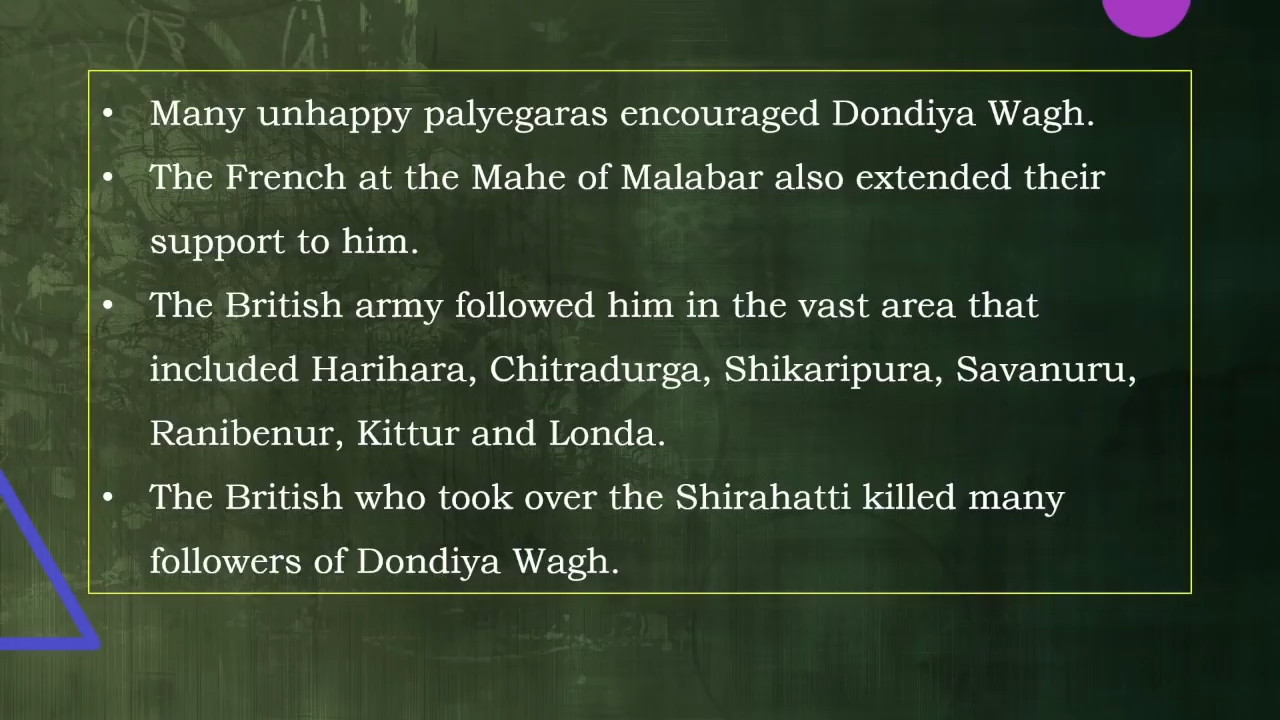 • Many unhappy palyegaras encouraged Dondiya Wagh.
• The French at the Mahe of Malabar also extended their
support to him.
• The British army followed him in the vast area that
included Harihara, Chitradurga, Shikaripura, Savanuru,
Ranibenur, Kittur and Londa.
• The British who took over the Shirahatti killed many
followers of Dondiya Wagh.